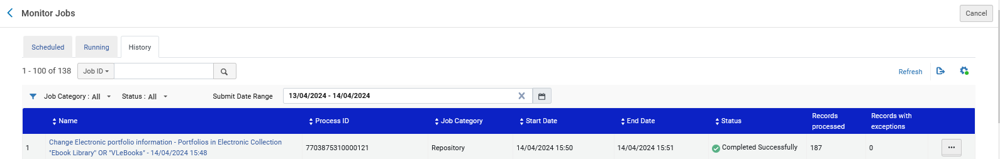 Monitor Jobs
Cancel
Scheduled
Running
History
1 - 100 of 138
Job ID
Refresh
Job Category : All
Status : All
Submit Date Range
13/04/2024 - 14/04/2024
Name
Process ID
Job Category
Start Date
End Date
Status
Records
processed
Records with
exceptions
1
Change Electronic portfolio information - Portfolios in Electronic Collection
"Ebook Library" OR "VLeBooks" - 14/04/2024 15:48
7703875310000121
Repository
14/04/2024 15:50
14/04/2024 15:51
Completed Successfully
187
0